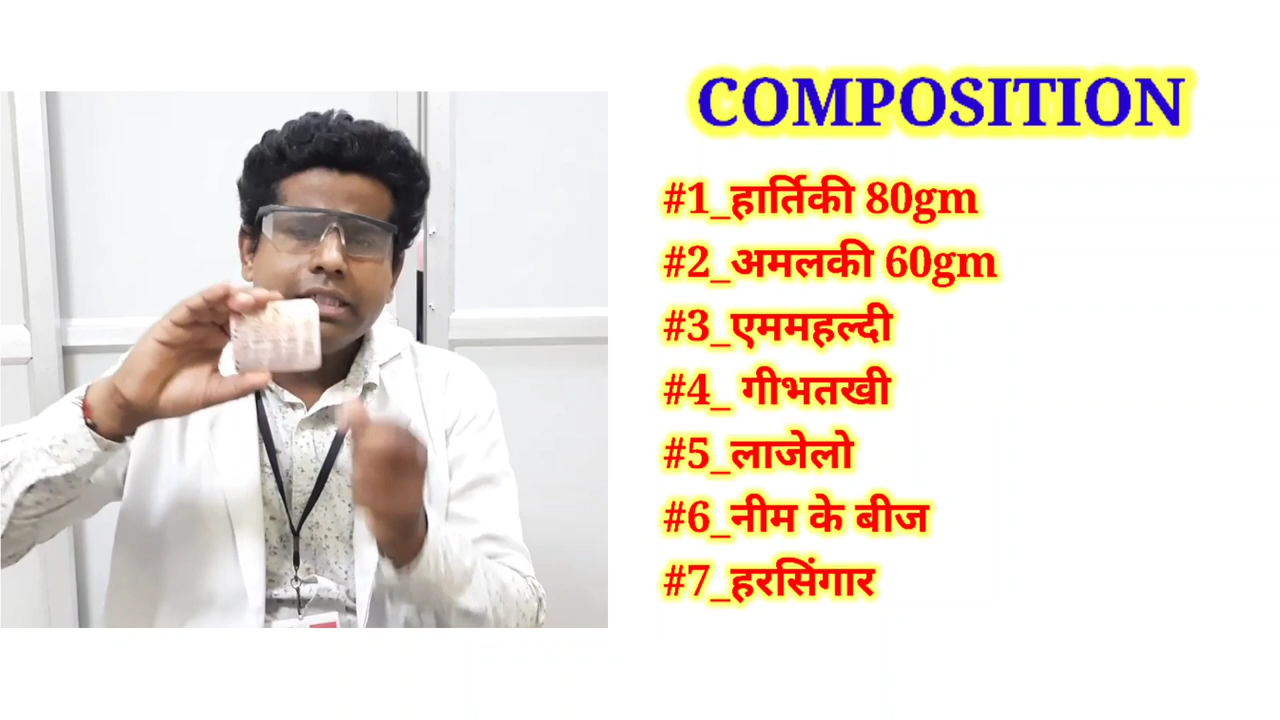 COMPOSITION
#1_हार्तिकी 80gm
#2_अमलकी 60gm
#3_एममहल्दी
#4_ गीभतखी
#5_लाजेलो
#6_नीम के बीज
#7_हरसिंगार